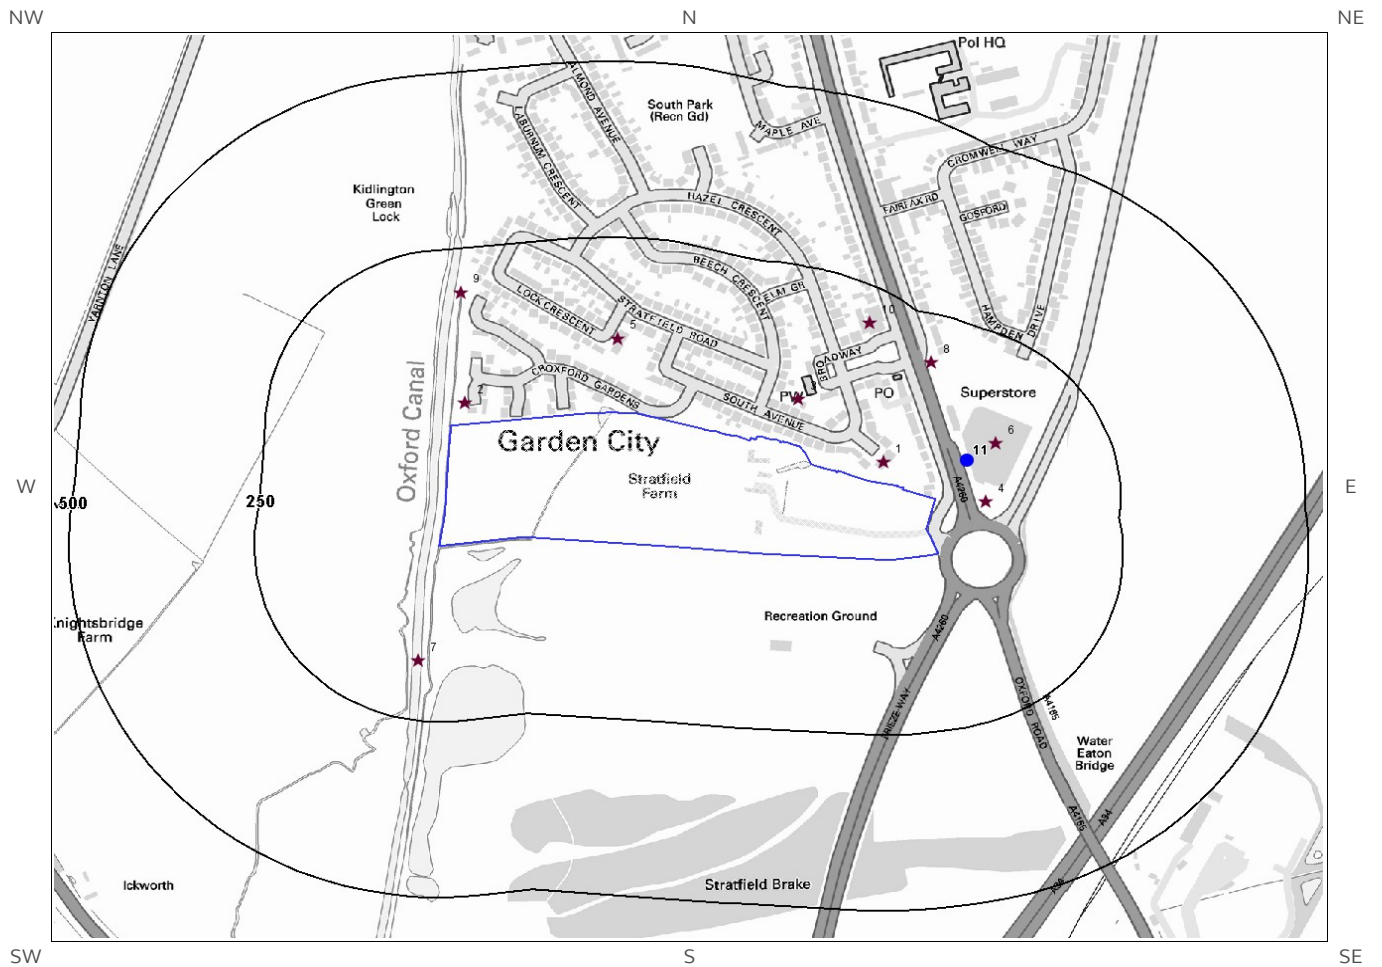 NW
N
NE
Pol HQ
ALMOND AVENUE
South Park
(Recn Gd)
MAPLE AVE
LABURNUM CRESCENT
CROMWELL WAY
Kidlington
Green
Lock
HAZEL CRESCENT
FAIRFAX RD
GOSFORD
YARNTON LANE
BEECH CRESCENT
9
ELM GR
LOCK CRESCENT
STRATFIELD ROAD
10
HAMPDEN DRIVE
5
BROADWAY
8
CROXFORD GARDENS
2
PW
PO
Superstore
SOUTH AVENUE
Oxford Canal
Garden City
6
1
11
Stratfield
Farm
A4260
4
W
500
250
E
Knightsbridge
Farm
Recreation Ground
A4260
7
FRIEZE WAY
OXFORD ROAD
A4165
Water
Eaton
Bridge
A4165
A34
Ickworth
Stratfield Brake
A34
SW
S
SE